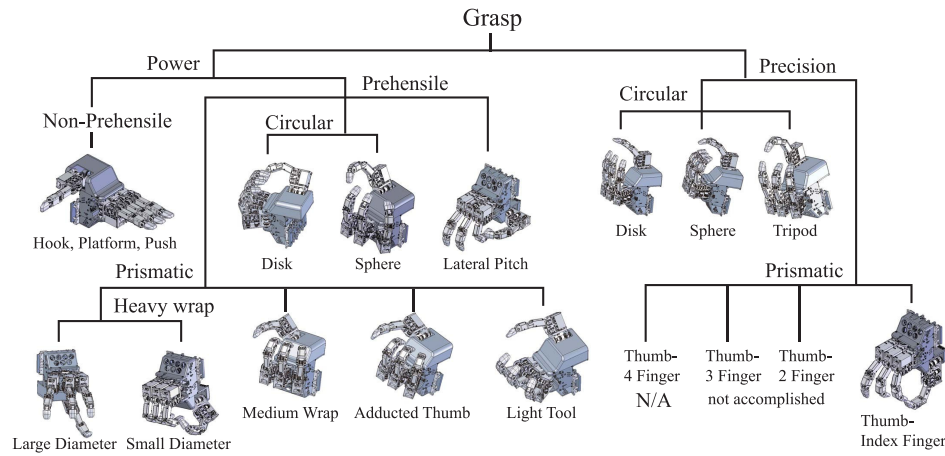 Grasp
Power
Precision
Prehensile
Non-Prehensile
Circular
Circular
Hook, Platform, Push
Disk
Sphere
Lateral Pitch
Disk
Sphere
Tripod
Prismatic
Prismatic
Heavy wrap
Large Diameter
Small Diameter
Medium Wrap
Adducted Thumb
Light Tool
Thumb-
4 Finger
N/A
Thumb-
3 Finger
Thumb-
2 Finger
not accomplished
Thumb-
Index Finger